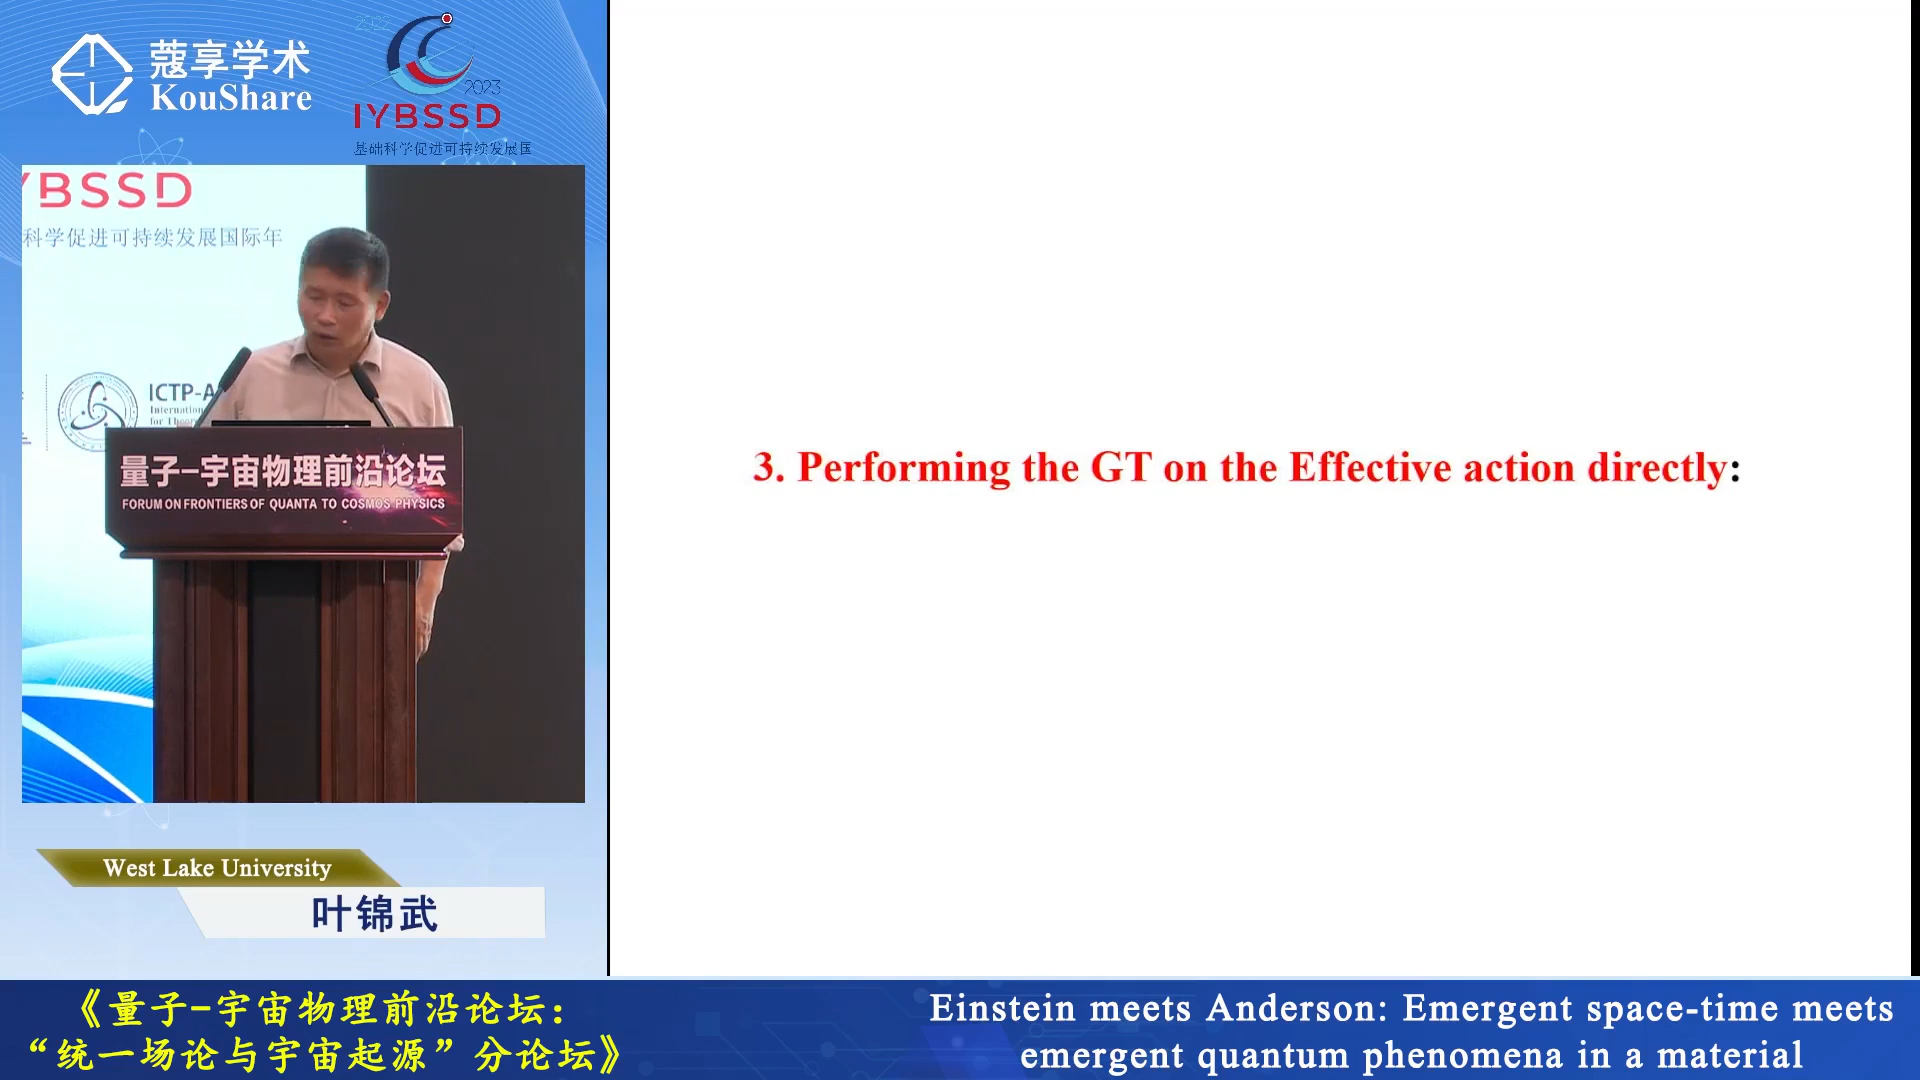 蔻享学术
KouShare
2022
2023
IYBSSD
基础科学促进可持续发展国
YBSSD
科学促进可持续发展国际年
ICTP-A
Internation
for Theor
量子-宇宙物理前沿论坛
FORUM ON FRONTIERS OF QUANTA TO COSMOS PHYSICS
West Lake University
叶锦武
3. Performing the GT on the Effective action directly:
《量子-宇宙物理前沿论坛：
“统一场论与宇宙起源”分论坛》
Einstein meets Anderson: Emergent space-time meets
emergent quantum phenomena in a material